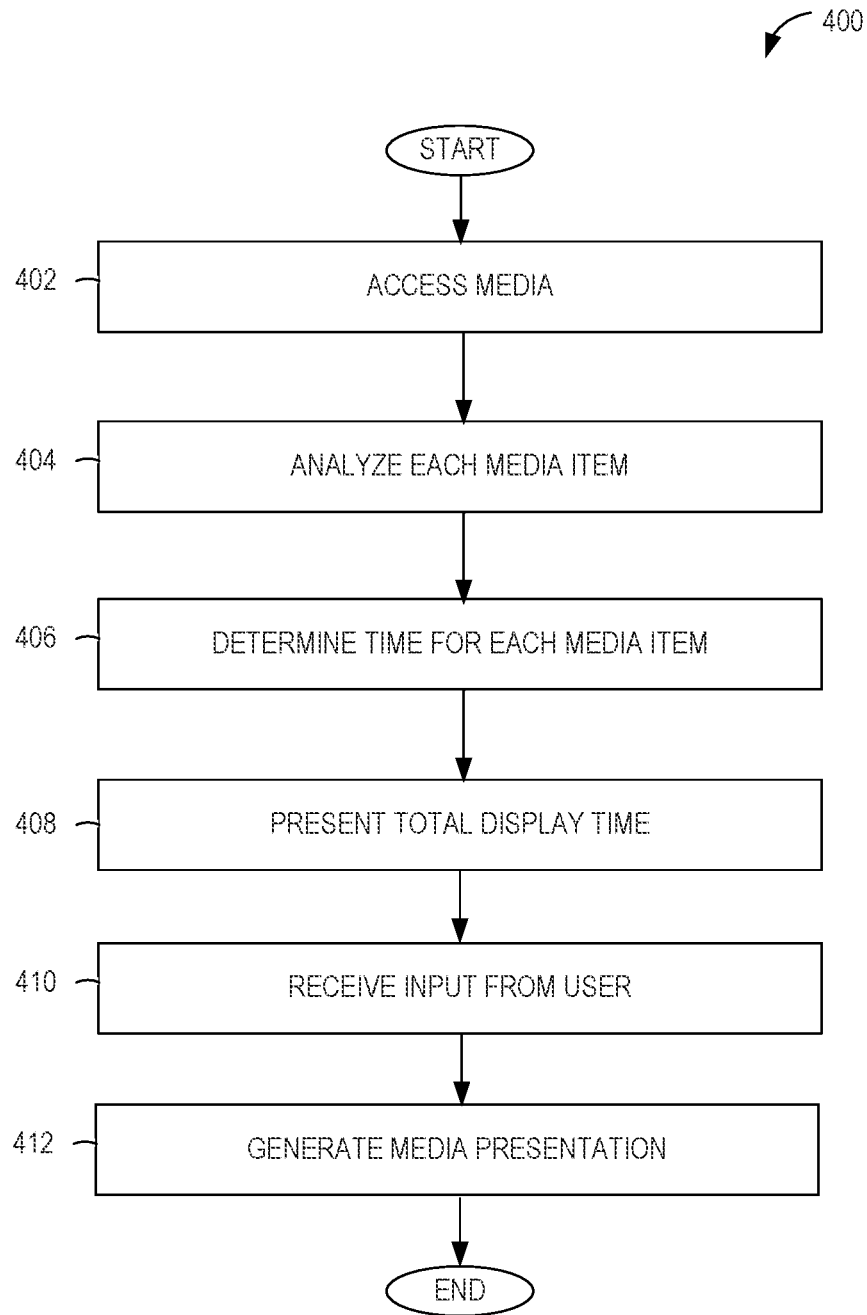 400
START
402 ACCESS MEDIA
404 ANALYZE EACH MEDIA ITEM
406 DETERMINE TIME FOR EACH MEDIA ITEM
408 PRESENT TOTAL DISPLAY TIME
410 RECEIVE INPUT FROM USER
412 GENERATE MEDIA PRESENTATION
END